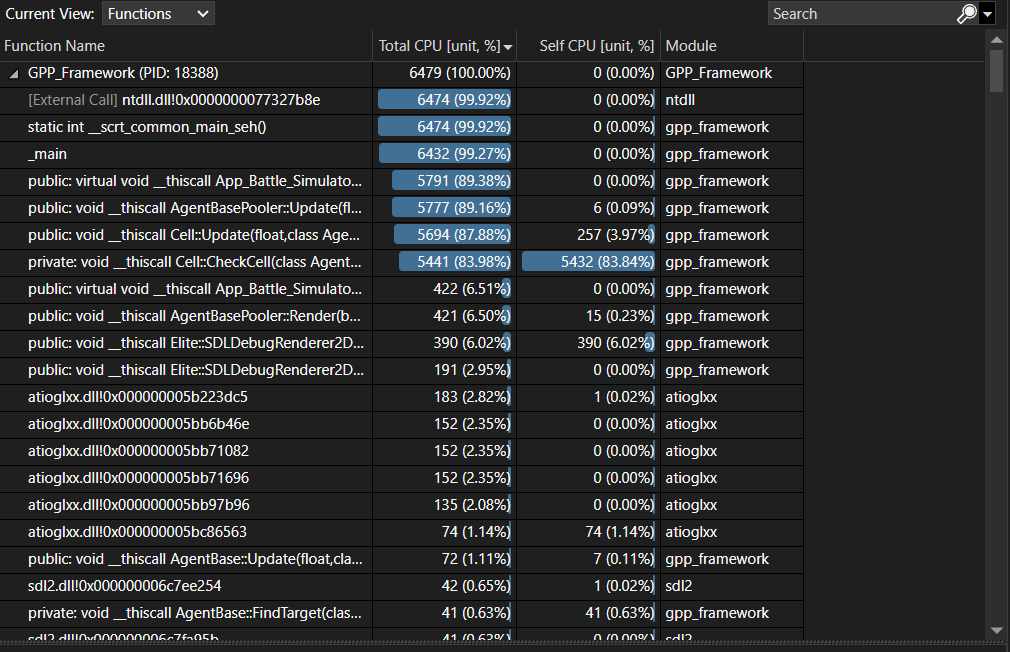 Current View: Functions Search
Function Name Total CPU [unit, %] Self CPU [unit, %] Module
GPP_Framework (PID: 18388) 6479 (100.00%) 0 (0.00%) GPP_Framework
[External Call] ntdll.dll!0x0000000077327b8e 6474 (99.92%) 0 (0.00%) ntdll
static int __scrt_common_main_seh() 6474 (99.92%) 0 (0.00%) gpp_framework
_main 6432 (99.27%) 0 (0.00%) gpp_framework
public: virtual void __thiscall App_Battle_Simulato... 5791 (89.38%) 0 (0.00%) gpp_framework
public: void __thiscall AgentBasePooler::Update(fl... 5777 (89.16%) 6 (0.09%) gpp_framework
public: void __thiscall Cell::Update(float,class Age... 5694 (87.88%) 257 (3.97%) gpp_framework
private: void __thiscall Cell::CheckCell(class Agent... 5441 (83.98%) 5432 (83.84%) gpp_framework
public: virtual void __thiscall App_Battle_Simulato... 422 (6.51%) 0 (0.00%) gpp_framework
public: void __thiscall AgentBasePooler::Render(b... 421 (6.50%) 15 (0.23%) gpp_framework
public: void __thiscall Elite::SDLDebugRenderer2D... 390 (6.02%) 390 (6.02%) gpp_framework
public: void __thiscall Elite::SDLDebugRenderer2D... 191 (2.95%) 0 (0.00%) gpp_framework
atioglxx.dll!0x000000005b223dc5 183 (2.82%) 1 (0.02%) atioglxx
atioglxx.dll!0x000000005bb6b46e 152 (2.35%) 0 (0.00%) atioglxx
atioglxx.dll!0x000000005bb71082 152 (2.35%) 0 (0.00%) atioglxx
atioglxx.dll!0x000000005bb71696 152 (2.35%) 0 (0.00%) atioglxx
atioglxx.dll!0x000000005bb97b96 135 (2.08%) 0 (0.00%) atioglxx
atioglxx.dll!0x000000005bc86563 74 (1.14%) 74 (1.14%) atioglxx
public: void __thiscall AgentBase::Update(float,cla... 72 (1.11%) 7 (0.11%) gpp_framework
sdl2.dll!0x000000006c7ee254 42 (0.65%) 1 (0.02%) sdl2
private: void __thiscall AgentBase::FindTarget(clas... 41 (0.63%) 41 (0.63%) gpp_framework
sdl2.dll!0x000000006c7fa95b 41 (0.63%) 0 (0.00%) sdl2